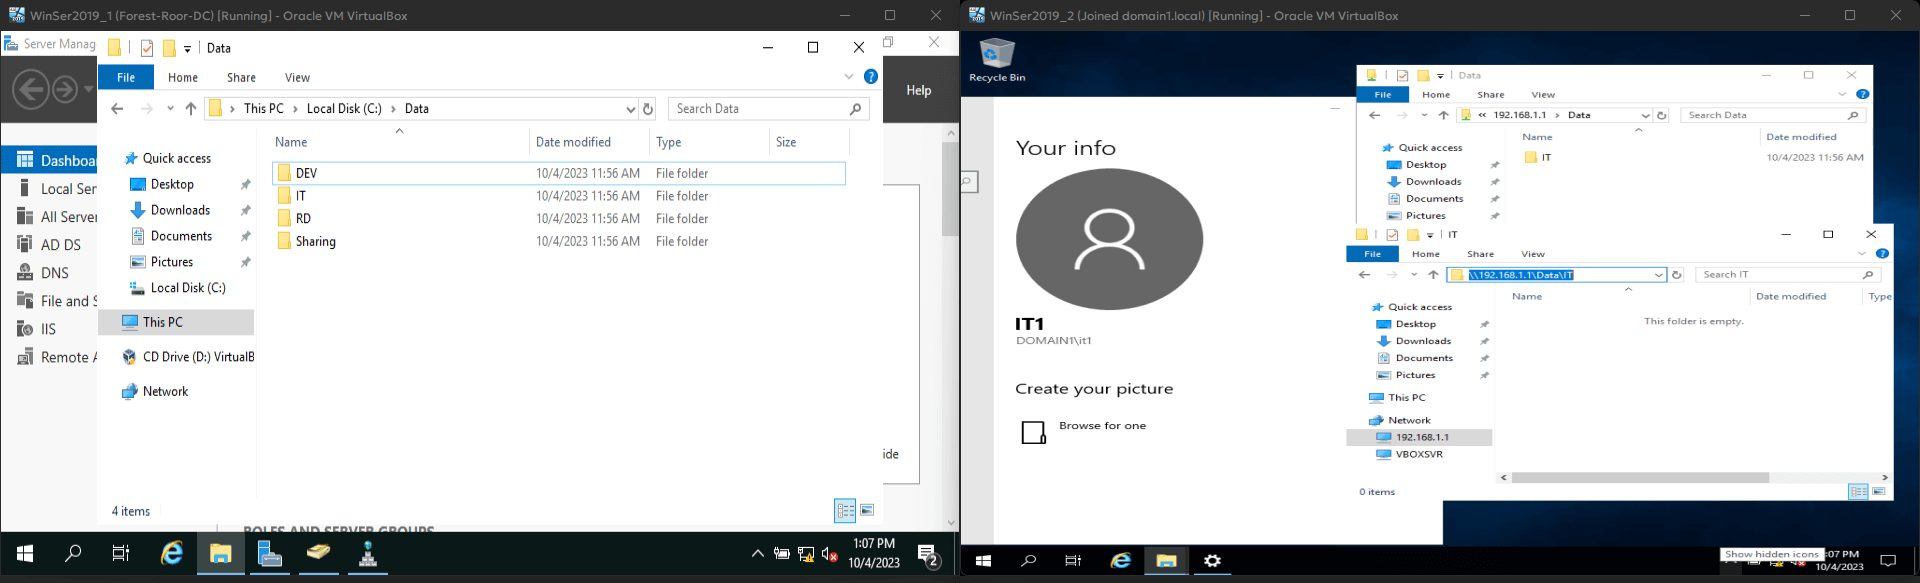 WinSer2019_1 (Forest-Roor-DC) [Running] - Oracle VM VirtualBox
Server Manag
Data
File Home Share View
Help
This PC Local Disk (C:) Data
Search Data
Name Date modified Type Size
Quick access
Desktop
Downloads
Documents
Pictures
Local Disk (C:)
This PC
CD Drive (D:) VirtualB
Network
DEV 10/4/2023 11:56 AM File folder
IT 10/4/2023 11:56 AM File folder
RD 10/4/2023 11:56 AM File folder
Sharing 10/4/2023 11:56 AM File folder
4 items
Dashboa
Local Ser
All Server
AD DS
DNS
File and S
IIS
Remote A
ide
ROLES AND SERVER GROUPS
1:07 PM
10/4/2023
2
WinSer2019_2 (Joined domain1.local) [Running] - Oracle VM VirtualBox
Recycle Bin
Your info
IT1
DOMAIN1\it1
Create your picture
Browse for one
Data
File Home Share View
« 192.168.1.1 Data
Search Data
Name Date modified
Quick access
Desktop
Downloads
Documents
Pictures
IT 10/4/2023 11:56 AM
IT
File Home Share View
\\192.168.1.1\Data\IT
Search IT
Name Date modified Type
This folder is empty.
Quick access
Desktop
Downloads
Documents
Pictures
This PC
Network
192.168.1.1
VBOXSVR
0 items
Show hidden icons
:07 PM
10/4/2023